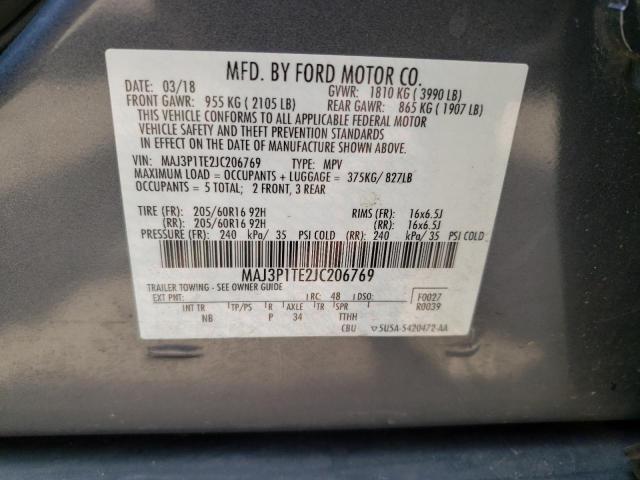 MFD. BY FORD MOTOR CO.
DATE: 03/18 GVWR: 1810 KG ( 3990 LB)
FRONT GAWR: 955 KG ( 2105 LB) REAR GAWR: 865 KG ( 1907 LB)
THIS VEHICLE CONFORMS TO ALL APPLICABLE FEDERAL MOTOR
VEHICLE SAFETY AND THEFT PREVENTION STANDARDS
IN EFFECT ON THE DATE OF MANUFACTURE SHOWN ABOVE.
VIN: MAJ3P1TE2JC206769 TYPE: MPV
MAXIMUM LOAD = OCCUPANTS + LUGGAGE = 375KG/ 827LB
OCCUPANTS = 5 TOTAL; 2 FRONT, 3 REAR
TIRE (FR): 205/60R16 92H RIMS (FR): 16x6.5J
(RR): 205/60R16 92H (RR): 16x6.5J
PRESSURE (FR): 240 kPa/ 35 PSI COLD (RR): 240 kPa/ 35 PSI COLD
MAJ3P1TE2JC206769
TRAILER TOWING - SEE OWNER GUIDE
EXT PNT: RC: 48 DSO: F0027
INT TR TP/PS R AXLE TR SPR R0039
NB P 34 TTHH
CBU 5U5A-5420472-AA